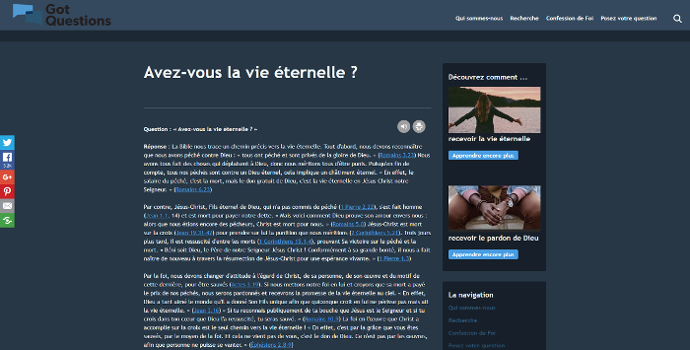 Got
Questions
Qui sommes-nous Recherche Confession de Foi Posez votre question
Avez-vous la vie éternelle ?
Question : « Avez-vous la vie éternelle ? »
Réponse : La Bible nous trace un chemin précis vers la vie éternelle. Tout d'abord, nous devons reconnaître
que nous avons péché contre Dieu : « tous ont péché et sont privés de la gloire de Dieu. » (Romains 3.23) Nous
avons tous fait des choses qui déplaisent à Dieu, donc nous méritons tous d'être punis. Puisqu'en fin de
compte, tous nos péchés sont contre un Dieu éternel, cela implique un châtiment éternel. « En effet, le
salaire du péché, c'est la mort, mais le don gratuit de Dieu, c'est la vie éternelle en Jésus-Christ notre
Seigneur. » (Romains 6.23)
Par contre, Jésus-Christ, Fils éternel de Dieu, qui n'a pas commis de péché (1 Pierre 2.22), s'est fait homme
(Jean 1.1, 14) et est mort pour payer notre dette. « Mais voici comment Dieu prouve son amour envers nous :
alors que nous étions encore des pécheurs, Christ est mort pour nous. » (Romains 5.8) Jésus-Christ est mort
sur la croix (Jean 19.31-42) pour prendre sur lui la punition que nous méritions (2 Corinthiens 5.21). Trois jours
plus tard, il est ressuscité d'entre les morts (1 Corinthiens 15.1-4), prouvant Sa victoire sur le péché et la
mort. « Béni soit Dieu, le Père de notre Seigneur Jésus-Christ ! Conformément à sa grande bonté, il nous a fait
naître de nouveau à travers la résurrection de Jésus-Christ pour une espérance vivante. » (1 Pierre 1.3)
Par la foi, nous devons changer d'attitude à l'égard de Christ, de sa personne, de son œuvre et du motif de
cette dernière, pour être sauvés (Actes 3.19). Si nous mettons notre foi en lui et croyons que sa mort a payé
le prix de nos péchés, nous serons pardonnés et recevrons la promesse de la vie éternelle au ciel. « En effet,
Dieu a tant aimé le monde qu'il a donné son Fils unique afin que quiconque croit en lui ne périsse pas mais ait
la vie éternelle. » (Jean 3.16) « Si tu reconnais publiquement de ta bouche que Jésus est le Seigneur et si tu
crois dans ton cœur que Dieu l'a ressuscité, tu seras sauvé. » (Romains 10.9) La foi en l'œuvre que Christ a
accomplie sur la croix est le seul chemin vers la vie éternelle ! « En effet, c'est par la grâce que vous êtes
sauvés, par le moyen de la foi. Et cela ne vient pas de vous, c'est le don de Dieu. Ce n'est pas par les œuvres,
afin que personne ne puisse se vanter. » (Ephésiens 2.8-9)
Découvrez comment ...
recevoir la vie éternelle
Apprendre encore plus
recevoir le pardon de Dieu
Apprendre encore plus
La navigation
Qui sommes-nous
Recherche
Confession de Foi
Posez votre question